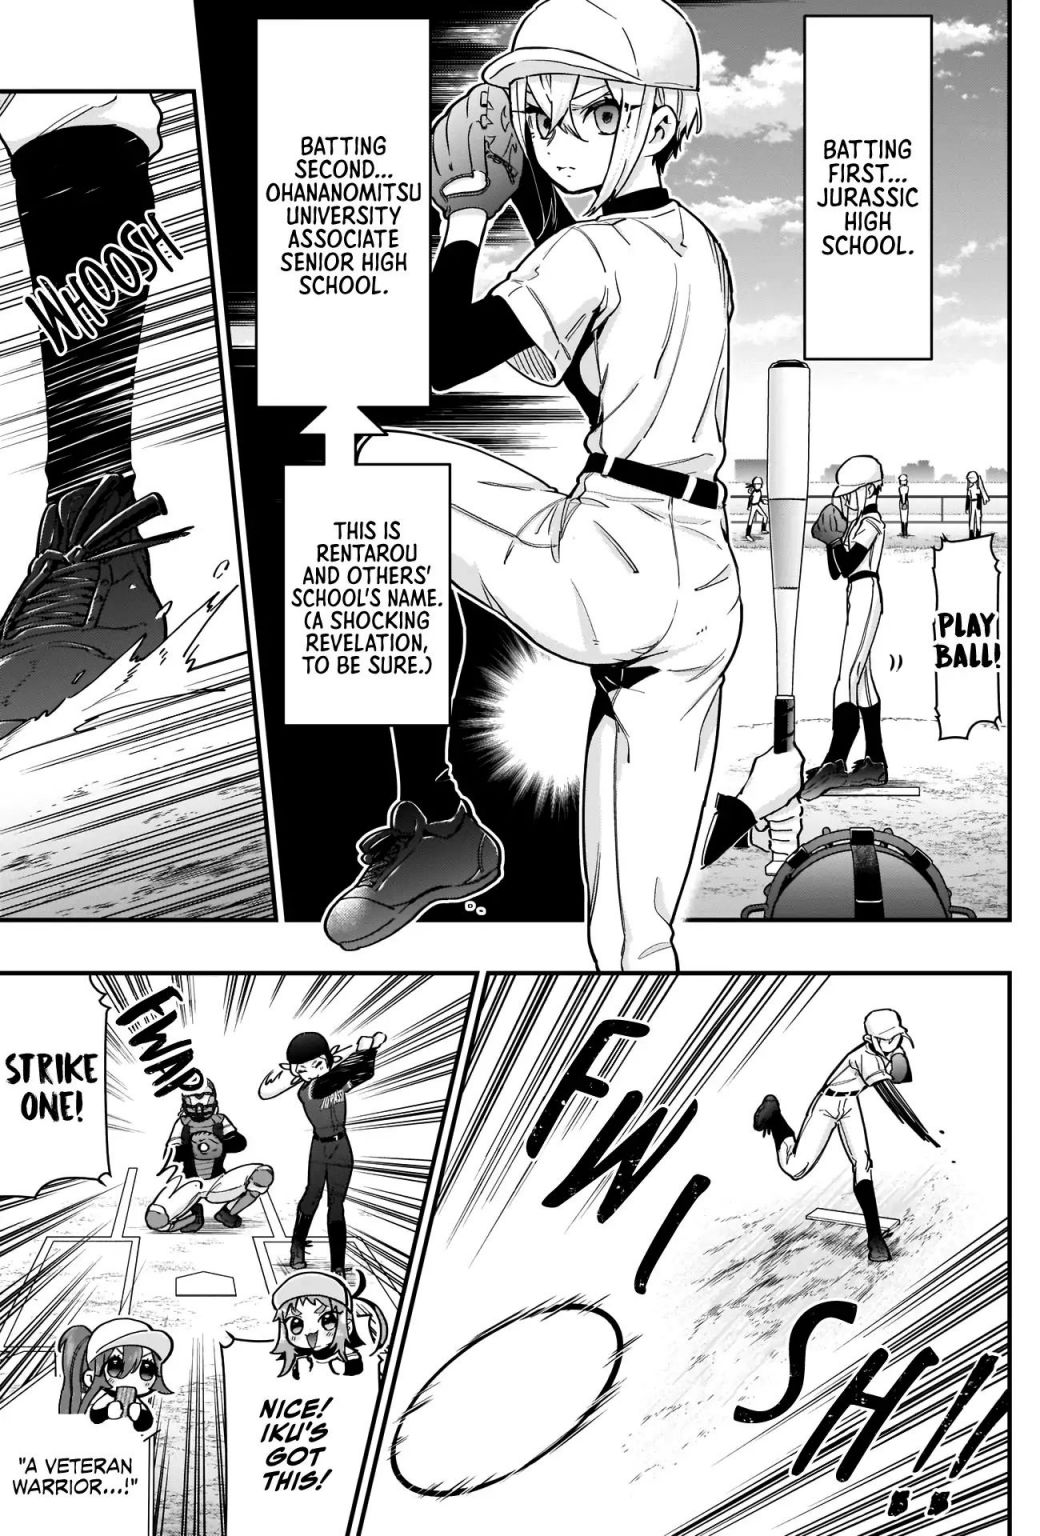 BATTING
FIRST...
JURASSIC
HIGH
SCHOOL.
PLAY
BALL!
BATTING
SECOND...
OHANANOMITSU
UNIVERSITY
ASSOCIATE
SENIOR HIGH
SCHOOL.
THIS IS
RENTAROU
AND OTHERS'
SCHOOL'S NAME.
(A SHOCKING
REVELATION,
TO BE SURE.)
WHOOSH
FWISH!!
FWAP
STRIKE
ONE!
NICE!
IKU'S
GOT
THIS!
"A VETERAN
WARRIOR...!"